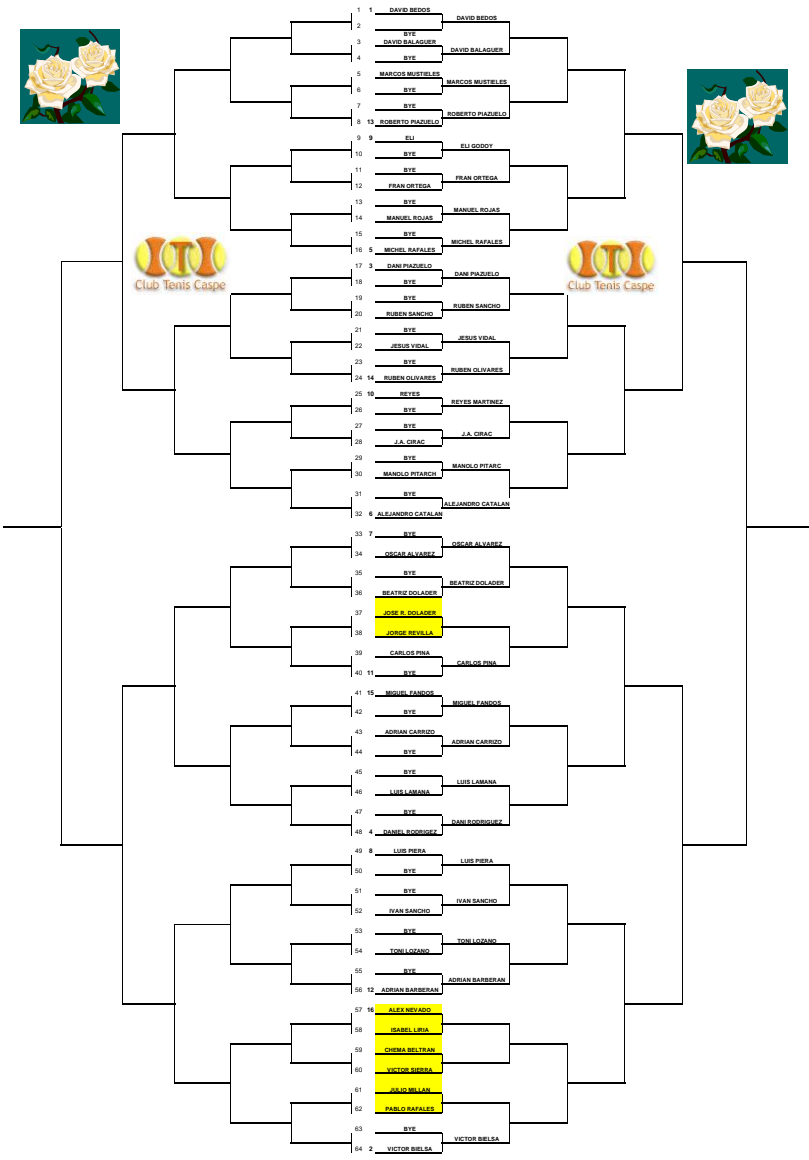 1 1 DAVID BEDOS
DAVID BEDOS
2 BYE
3 DAVID BALAGUER
DAVID BALAGUER
4 BYE
5 MARCOS MUSTIELES
MARCOS MUSTIELES
6 BYE
7 BYE
ROBERTO PIAZUELO
8 13 ROBERTO PIAZUELO
9 9 ELI
ELI GODOY
10 BYE
11 BYE
FRAN ORTEGA
12 FRAN ORTEGA
13 BYE
MANUEL ROJAS
14 MANUEL ROJAS
15 BYE
MICHEL RAFALES
16 5 MICHEL RAFALES
Club Tenis Caspe
Club Tenis Caspe
17 3 DANI PIAZUELO
DANI PIAZUELO
18 BYE
19 BYE
RUBEN SANCHO
20 RUBEN SANCHO
21 BYE
JESUS VIDAL
22 JESUS VIDAL
23 BYE
RUBEN OLIVARES
24 14 RUBEN OLIVARES
25 10 REYES
REYES MARTINEZ
26 BYE
27 BYE
J.A. CIRAC
28 J.A. CIRAC
29 BYE
MANOLO PITARC
30 MANOLO PITARCH
31 BYE
ALEJANDRO CATALAN
32 6 ALEJANDRO CATALAN
33 7 BYE
OSCAR ALVAREZ
34 OSCAR ALVAREZ
35 BYE
BEATRIZ DOLADER
36 BEATRIZ DOLADER
37 JOSE R. DOLADER
38 JORGE REVILLA
39 CARLOS PINA
CARLOS PINA
40 11 BYE
41 15 MIGUEL FANDOS
MIGUEL FANDOS
42 BYE
43 ADRIAN CARRIZO
ADRIAN CARRIZO
44 BYE
45 BYE
LUIS LAMANA
46 LUIS LAMANA
47 BYE
DANI RODRIGUEZ
48 4 DANIEL RODRIGEZ
49 8 LUIS PIERA
LUIS PIERA
50 BYE
51 BYE
IVAN SANCHO
52 IVAN SANCHO
53 BYE
TONI LOZANO
54 TONI LOZANO
55 BYE
ADRIAN BARBERAN
56 12 ADRIAN BARBERAN
57 16 ALEX NEVADO
58 ISABEL LIRIA
59 CHEMA BELTRAN
60 VICTOR SIERRA
61 JULIO MILLAN
62 PABLO RAFALES
63 BYE
VICTOR BIELSA
64 2 VICTOR BIELSA